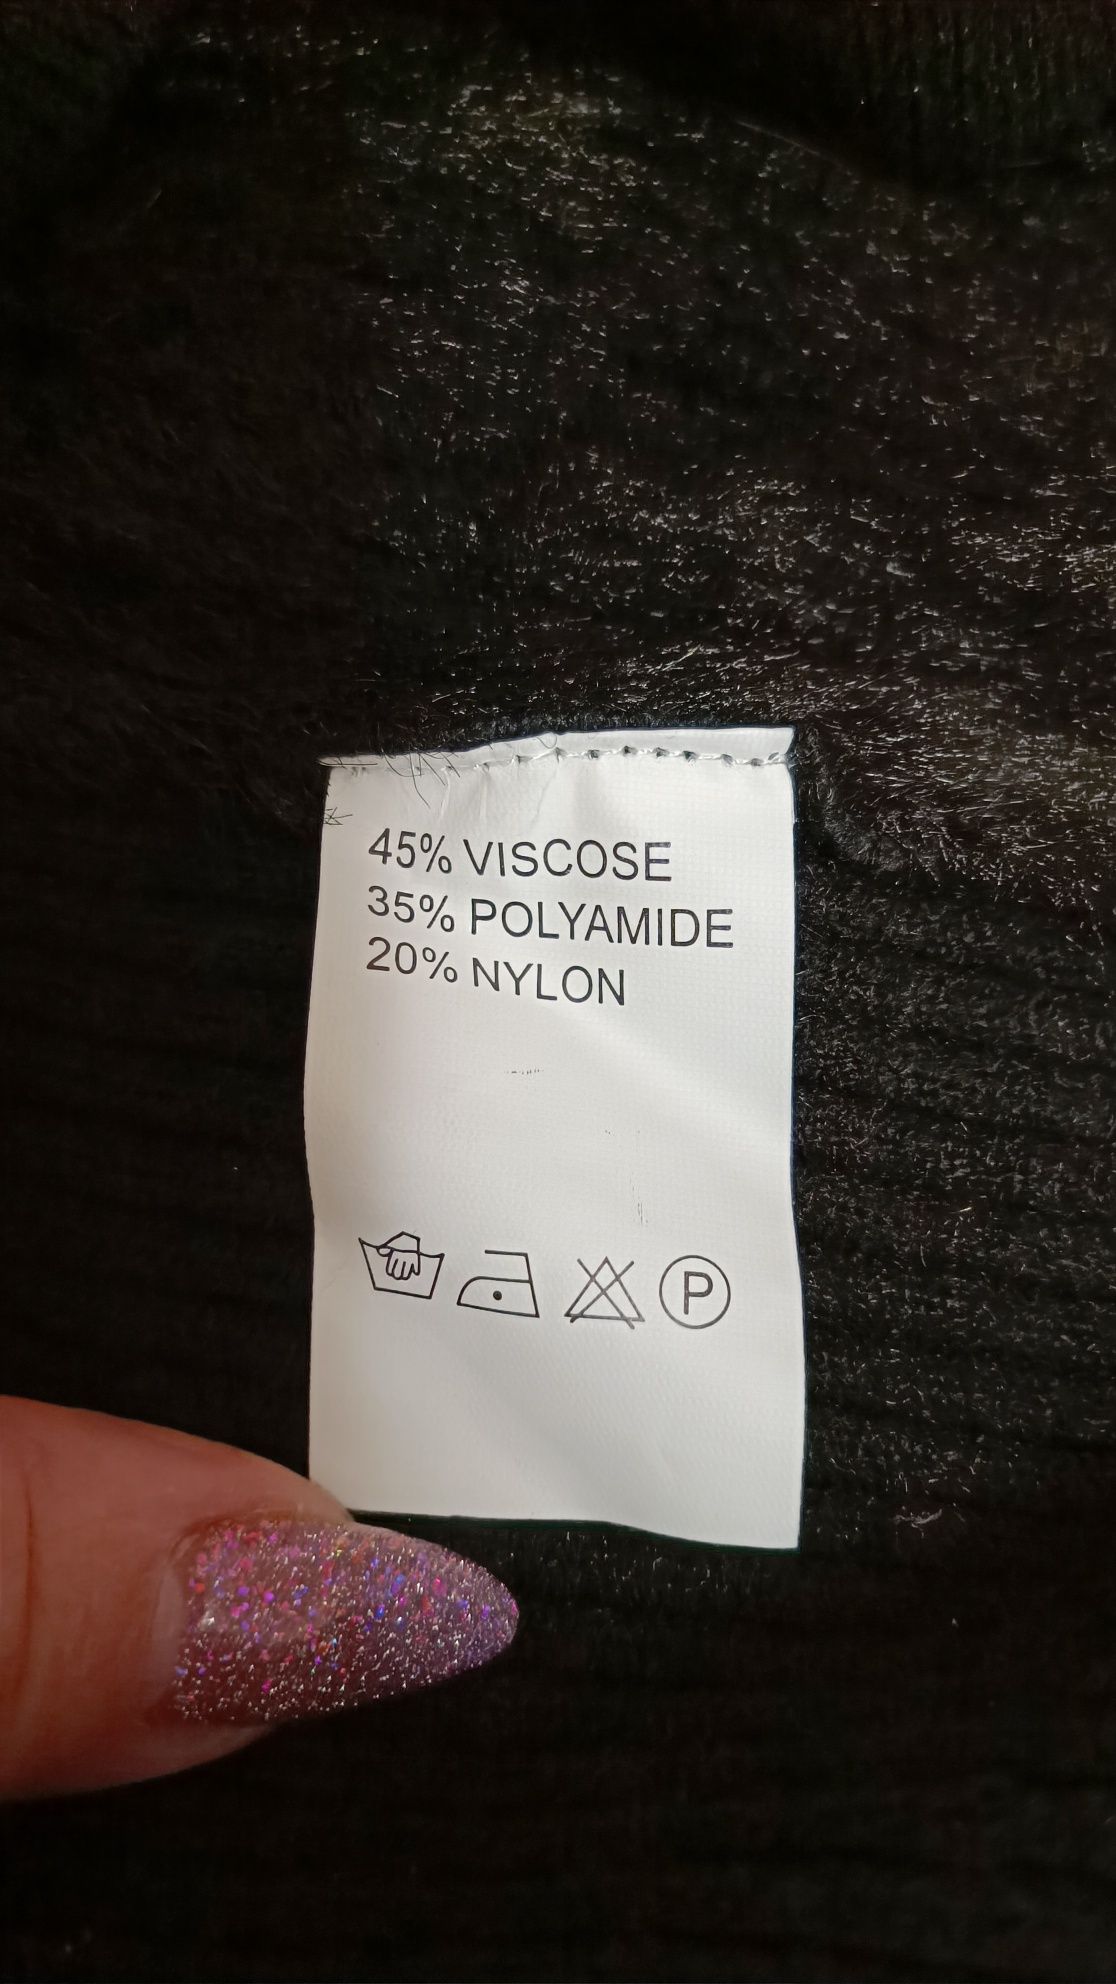 45% VISCOSE
35% POLYAMIDE
20% NYLON
P